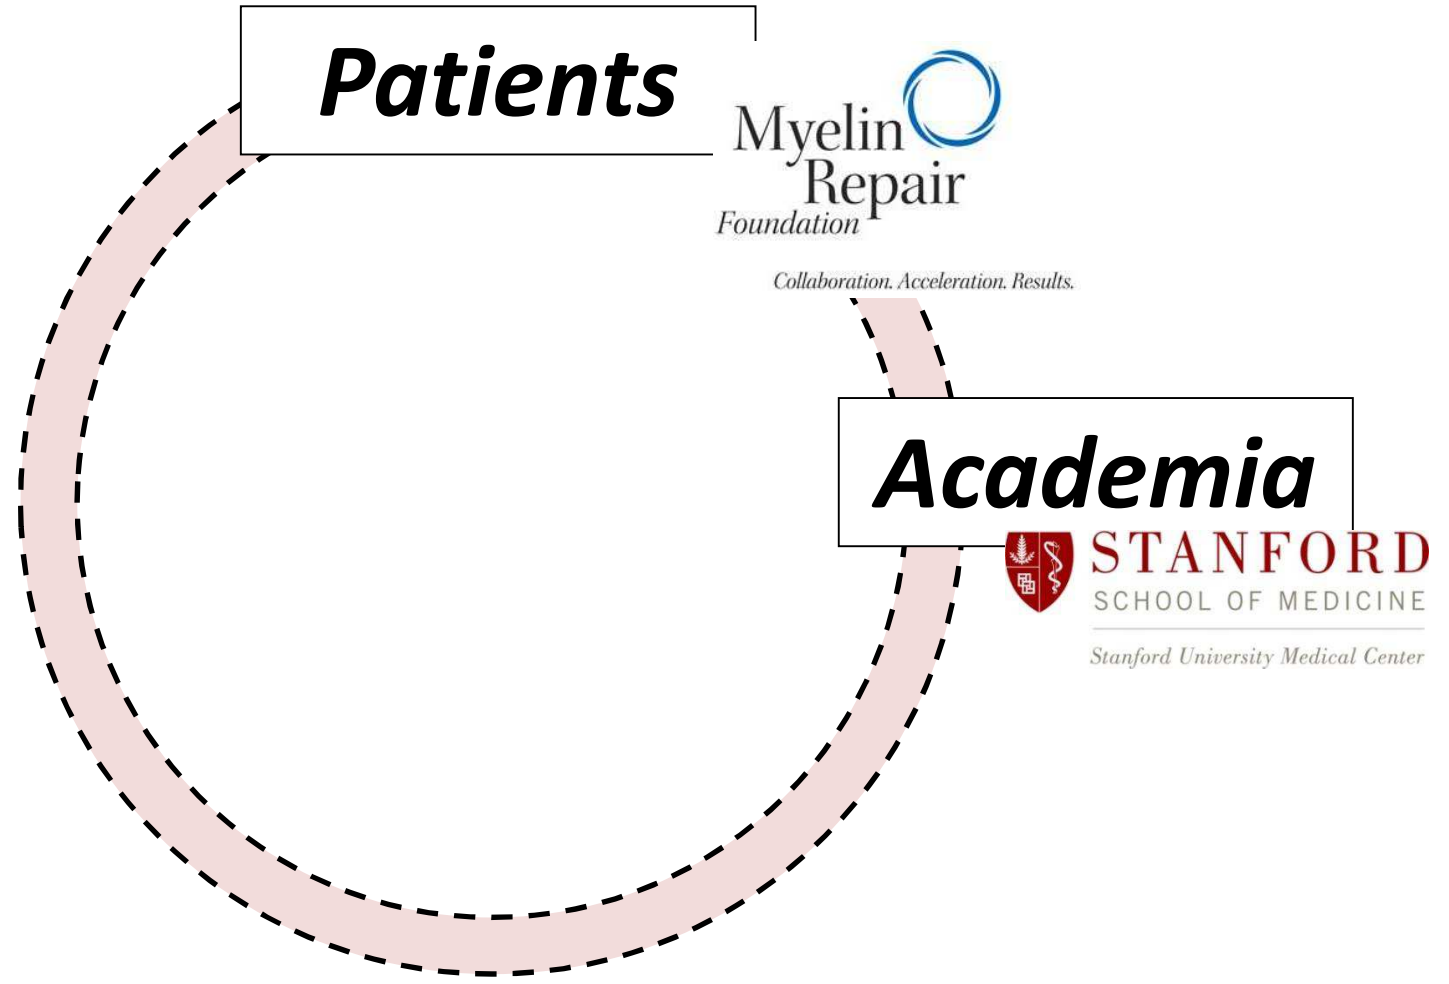 Patients
Myelin
Repair
Foundation
Collaboration. Acceleration. Results.
Academia
STANFORD
SCHOOL OF MEDICINE
Stanford University Medical Center